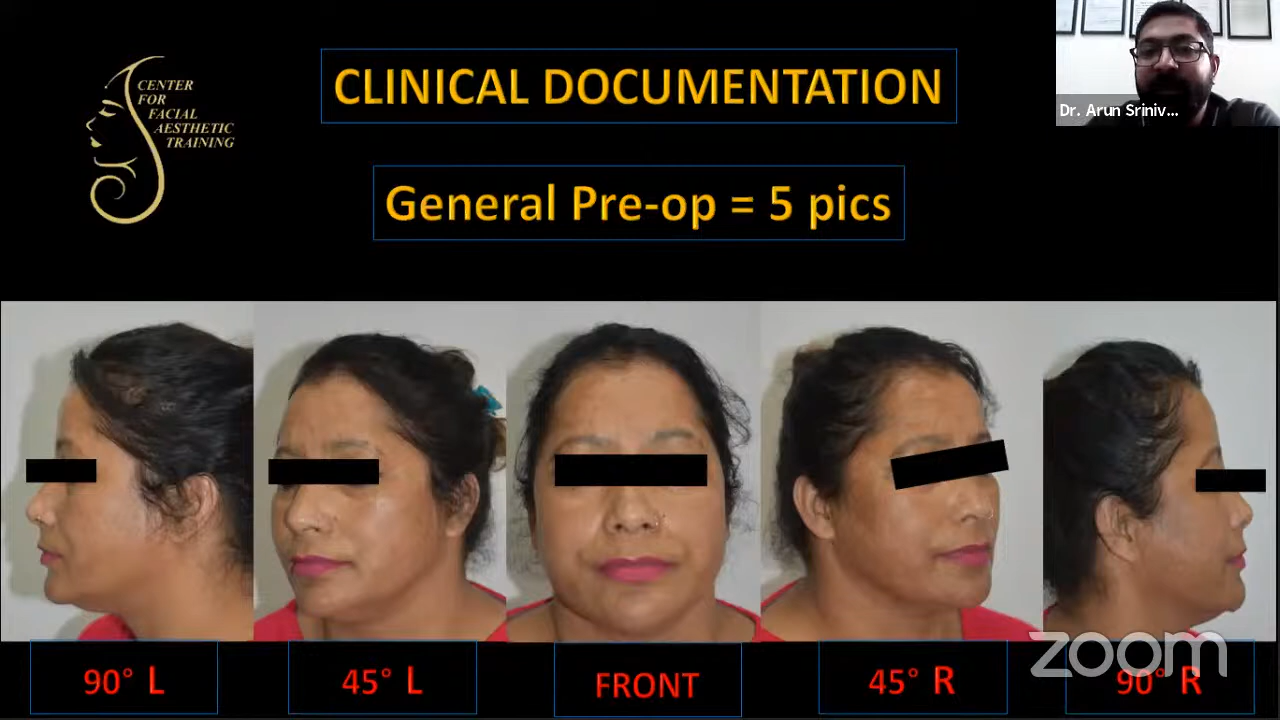 CENTER
FOR
FACIAL
AESTHETIC
TRAINING
CLINICAL DOCUMENTATION
Dr. Arun Sriniv...
General Pre-op = 5 pics
90° L
45° L
FRONT
45° R
90° R
zoom